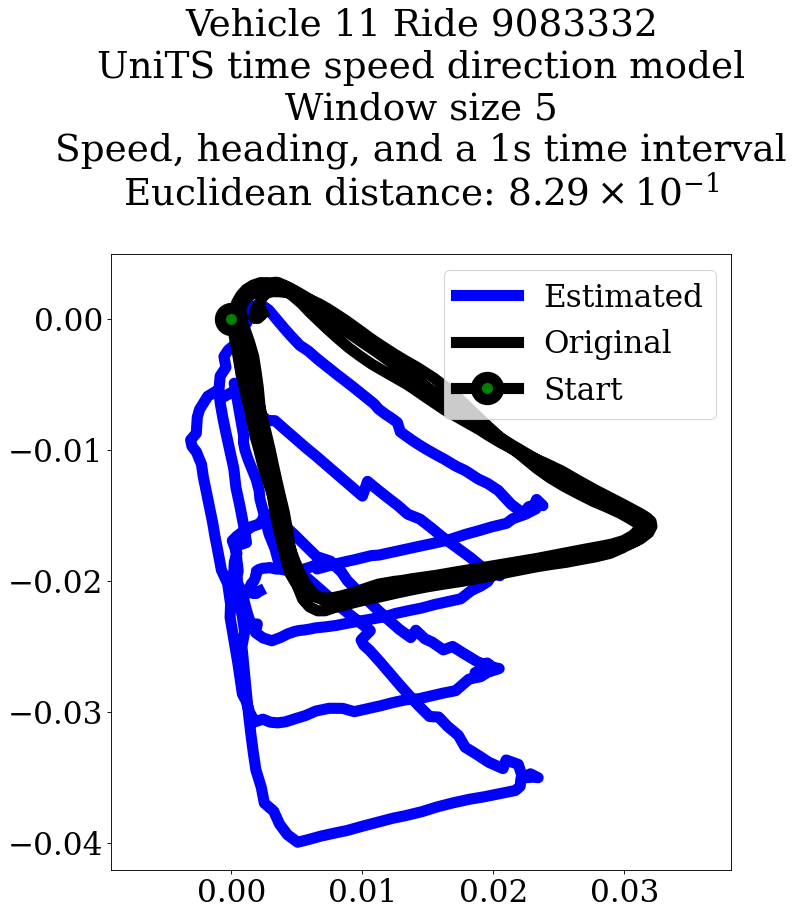 Vehicle 11 Ride 9083332
UniTS time speed direction model
Window size 5
Speed, heading, and a 1s time interval
Euclidean distance: 8.29 × 10⁻¹
Estimated
Original
Start
0.00
−0.01
−0.02
−0.03
−0.04
0.00 0.01 0.02 0.03